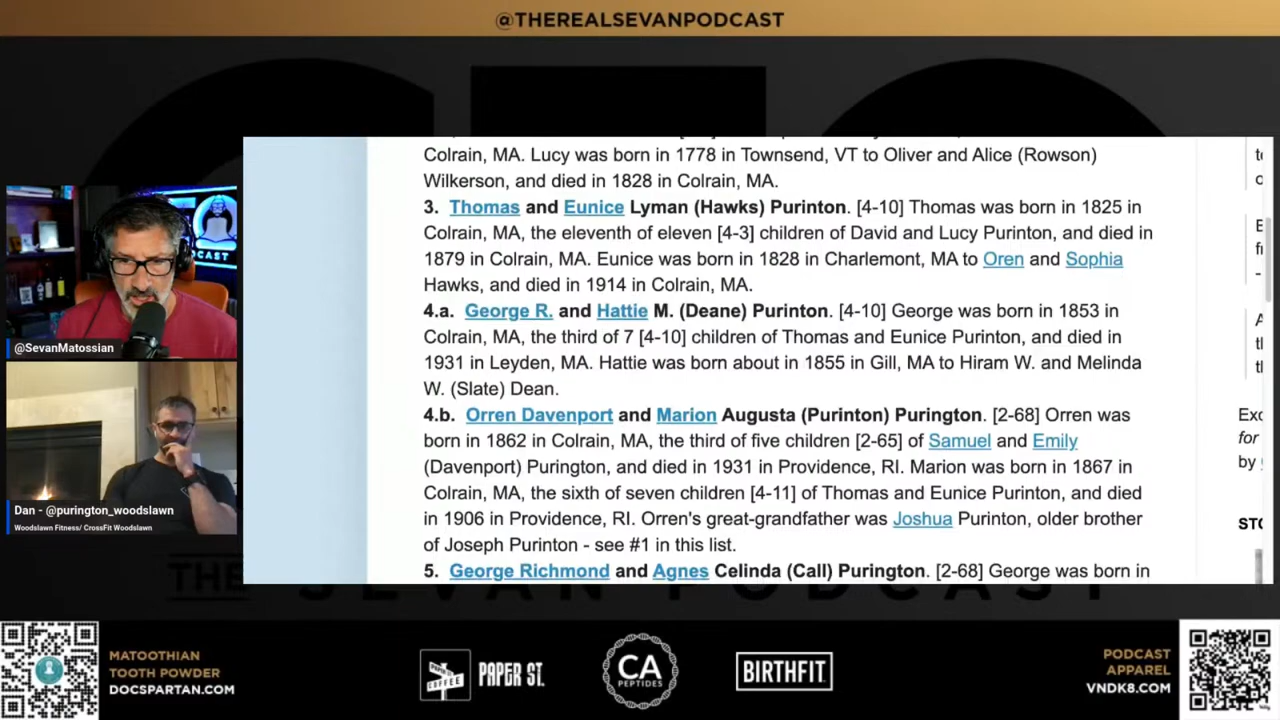 @THEREALSEVANPODCAST
Colrain, MA. Lucy was born in 1778 in Townsend, VT to Oliver and Alice (Rowson)
Wilkerson, and died in 1828 in Colrain, MA.
3. Thomas and Eunice Lyman (Hawks) Purinton. [4-10] Thomas was born in 1825 in
Colrain, MA, the eleventh of eleven [4-3] children of David and Lucy Purinton, and died in
1879 in Colrain, MA. Eunice was born in 1828 in Charlemont, MA to Oren and Sophia
Hawks, and died in 1914 in Colrain, MA.
4.a. George R. and Hattie M. (Deane) Purinton. [4-10] George was born in 1853 in
Colrain, MA, the third of 7 [4-10] children of Thomas and Eunice Purinton, and died in
1931 in Leyden, MA. Hattie was born about in 1855 in Gill, MA to Hiram W. and Melinda
W. (Slate) Dean.
4.b. Orren Davenport and Marion Augusta (Purinton) Purington. [2-68] Orren was
born in 1862 in Colrain, MA, the third of five children [2-65] of Samuel and Emily
(Davenport) Purington, and died in 1931 in Providence, RI. Marion was born in 1867 in
Colrain, MA, the sixth of seven children [4-11] of Thomas and Eunice Purinton, and died
in 1906 in Providence, RI. Orren's great-grandfather was Joshua Purinton, older brother
of Joseph Purinton - see #1 in this list.
5. George Richmond and Agnes Celinda (Call) Purington. [2-68] George was born in
for
by
@SevanMatossian
Dan - @purington_woodslawn
Woodslawn Fitness/ CrossFit Woodslawn
THE SEVAN PODCAST
MATOOTHIAN
TOOTH POWDER
DOCSPARTAN.COM
PAPER ST.
COFFEE
CA
PEPTIDES
BIRTHFIT
PODCAST
APPAREL
VNDK8.COM